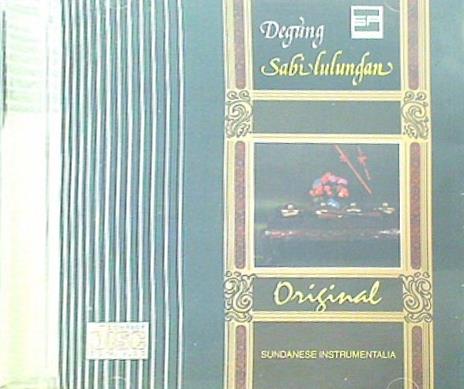 Degung
Sabilulungan
Original
SUNDANESE INSTRUMENTALIA